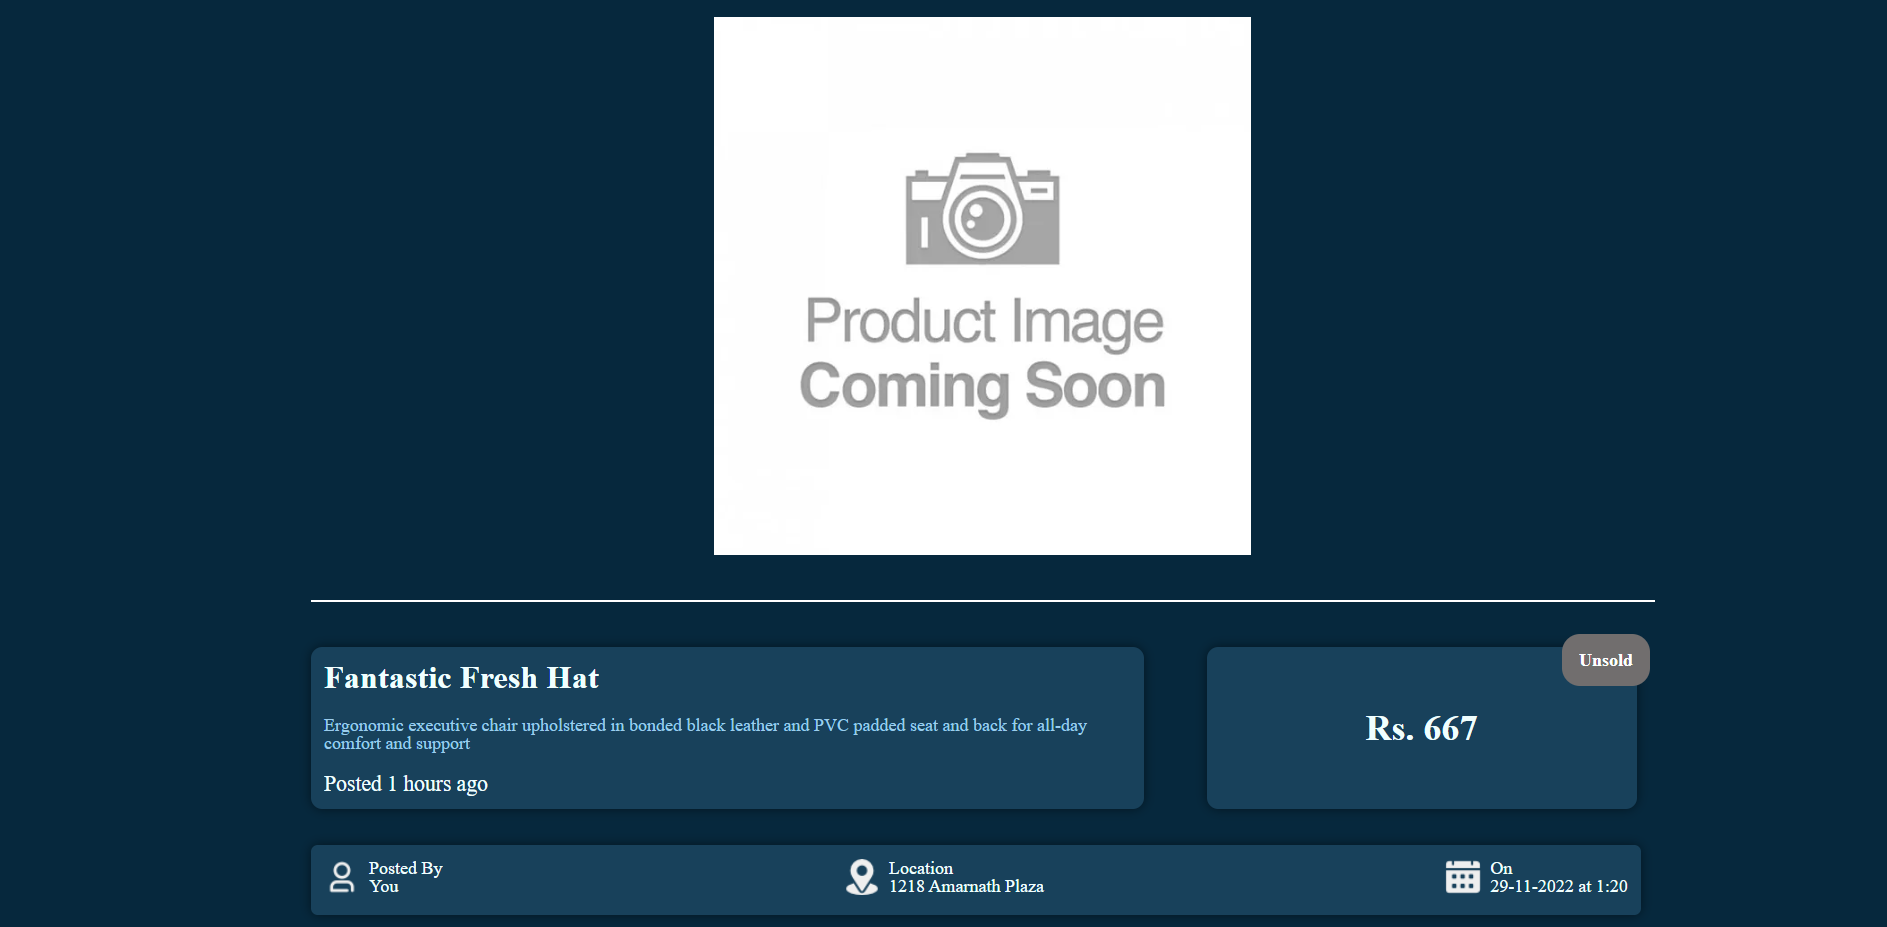 Product Image
Coming Soon
Fantastic Fresh Hat
Ergonomic executive chair upholstered in bonded black leather and PVC padded seat and back for all-day
comfort and support
Posted 1 hours ago
Unsold
Rs. 667
Posted By
You
Location
1218 Amarnath Plaza
On
29-11-2022 at 1:20